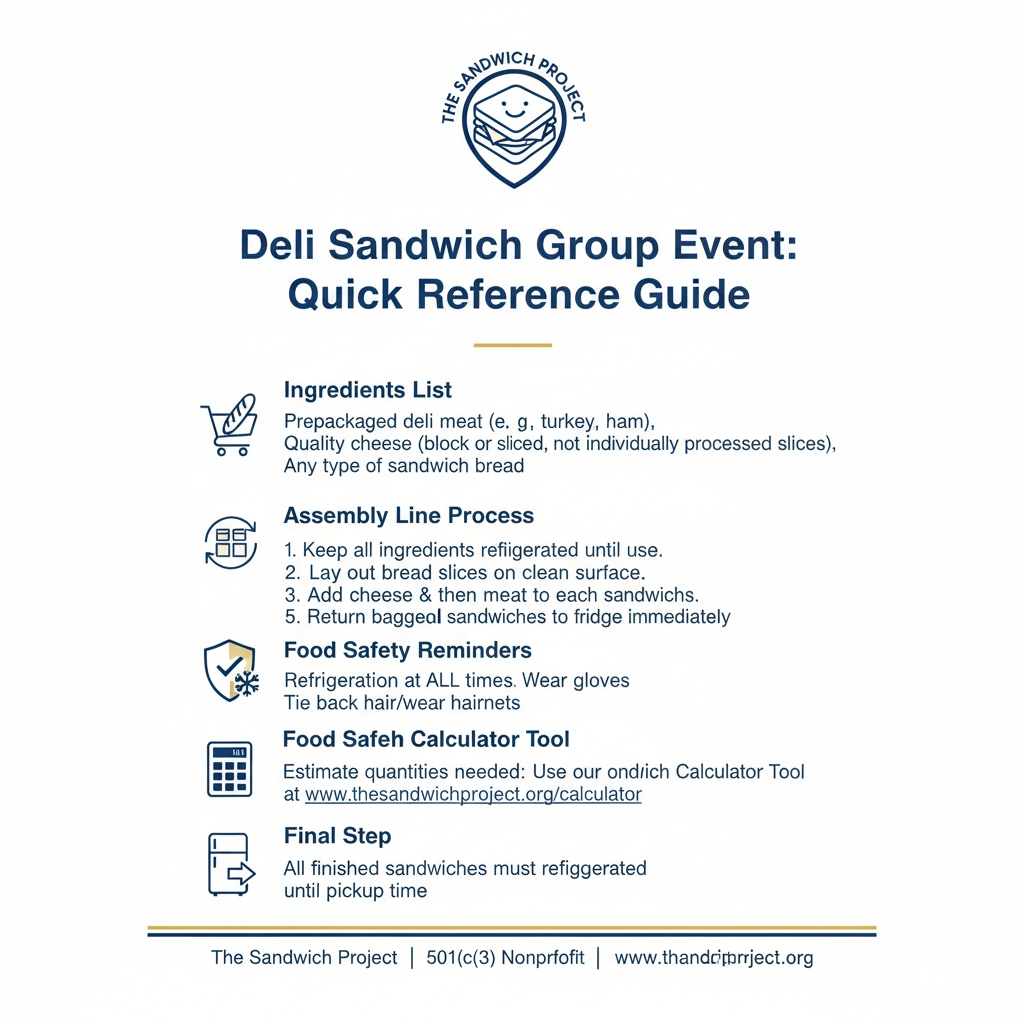 THE SANDWICH PROJECT
Deli Sandwich Group Event:
Quick Reference Guide
Ingredients List
Prepackaged deli meat (e. g, turkey, ham),
Quality cheese (block or sliced, not individually processed slices),
Any type of sandwich bread
Assembly Line Process
1. Keep all ingredients refiigerated until use.
2. Lay out bread slices on clean surface.
3. Add cheese & then meat to each sandwichs.
5. Return baggeal sandwiches to fridge immediately
Food Safety Reminders
Refrigeration at ALL times. Wear gloves
Tie back hair/wear hairnets
Food Safeh Calculator Tool
Estimate quantities needed: Use our Calculator Tool
at www.thesandwichproject.org/calculator
Final Step
All finished sandwiches must refiggerated
until pickup time
The Sandwich Project | 501(c(3) Nonprfofit |